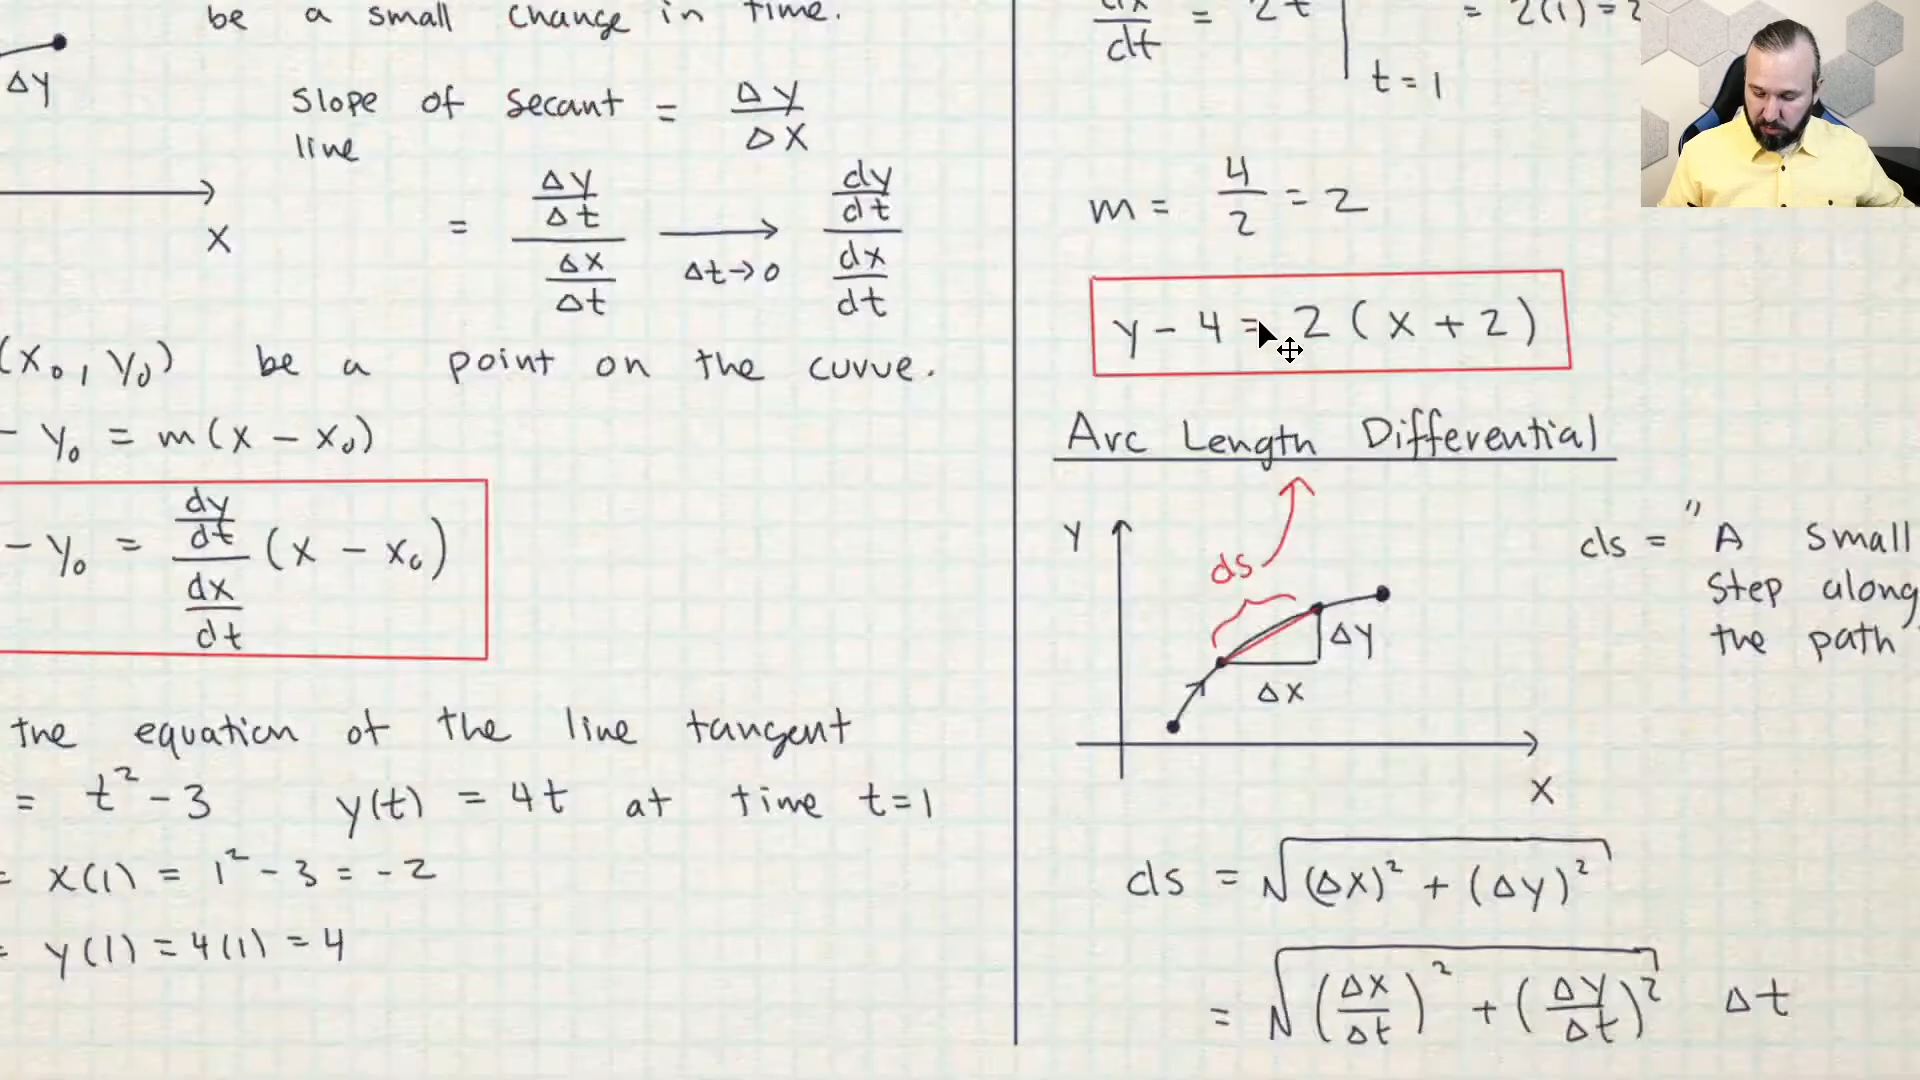 be a small change in time.
Δy
Slope of Secant = Δy/Δx
line
x
= (Δy/Δt)/(Δx/Δt) → Δt→0 (dy/dt)/(dx/dt)
(x₀, y₀) be a point on the curve.
- y₀ = m(x - x₀)
- y₀ = (dy/dt)/(dx/dt) (x - x₀)
the equation of the line tangent
= t² - 3 y(t) = 4t at time t=1
= x(1) = 1² - 3 = -2
= y(1) = 4(1) = 4
dx/dt = 2t | t=1 = 2(1) = 2
m = 4/2 = 2
y - 4 = 2(x + 2)
Arc Length Differential
y
ds
Δy
Δx
x
ds = "A Small
Step along
the path
ds = √((Δx)² + (Δy)²)
= √((Δx/Δt)² + (Δy/Δt)²) Δt